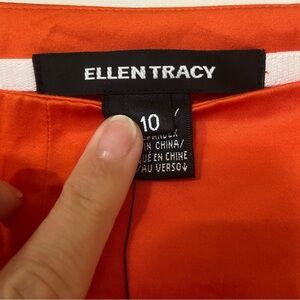 ELLEN TRACY
10
IN CHINA/
EN CHINE
/AU VERSO↓